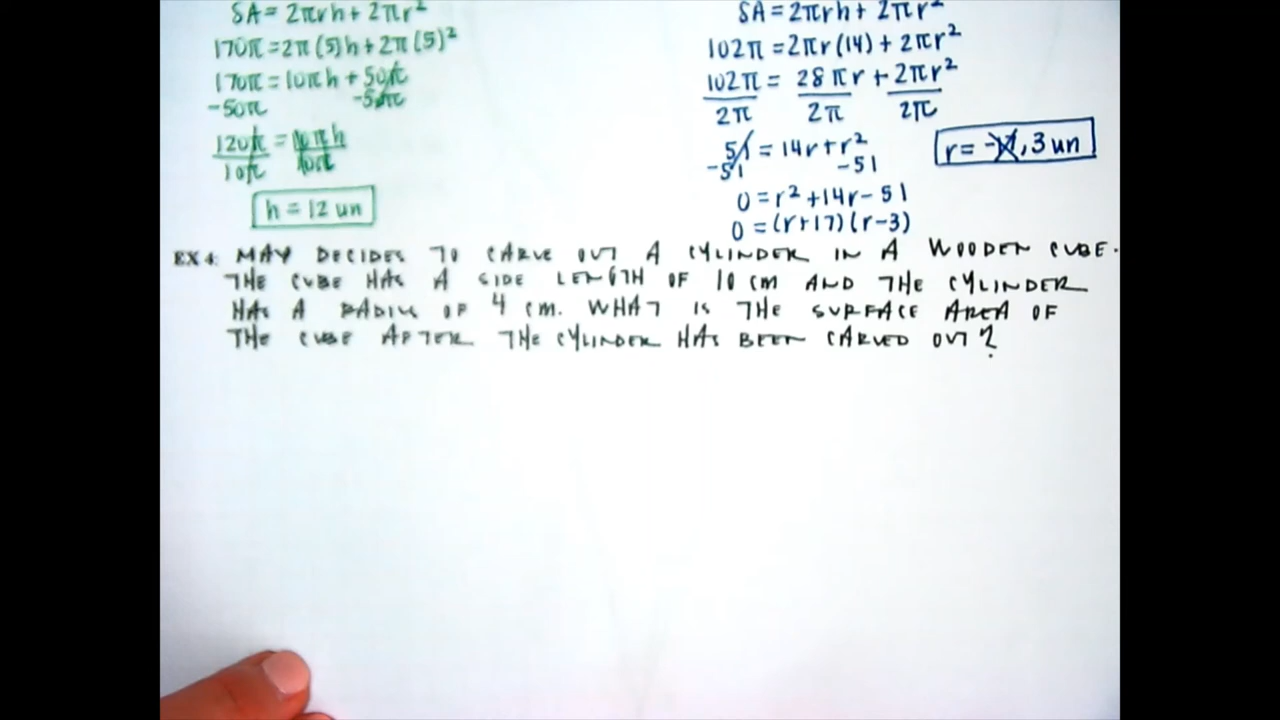 SA = 2πrh + 2πr²
170π = 2π(5)h + 2π(5)²
170π = 10πh + 50π
-50π -50π
120π = 10πh
10π 10π
h = 12 un
SA = 2πrh + 2πr²
102π = 2πr(14) + 2πr²
102π = 28πr + 2πr²
2π 2π 2π
51 = 14r + r²
-51 -51
0 = r² + 14r - 51
0 = (r+17)(r-3)
r = -17, 3 un
EX 4: MAY DECIDES TO CARVE OUT A CYLINDER IN A WOODEN CUBE.
THE CUBE HAS A SIDE LENGTH OF 10 CM AND THE CYLINDER
HAS A RADIUS OF 4 CM. WHAT IS THE SURFACE AREA OF
THE CUBE AFTER THE CYLINDER HAS BEEN CARVED OUT?